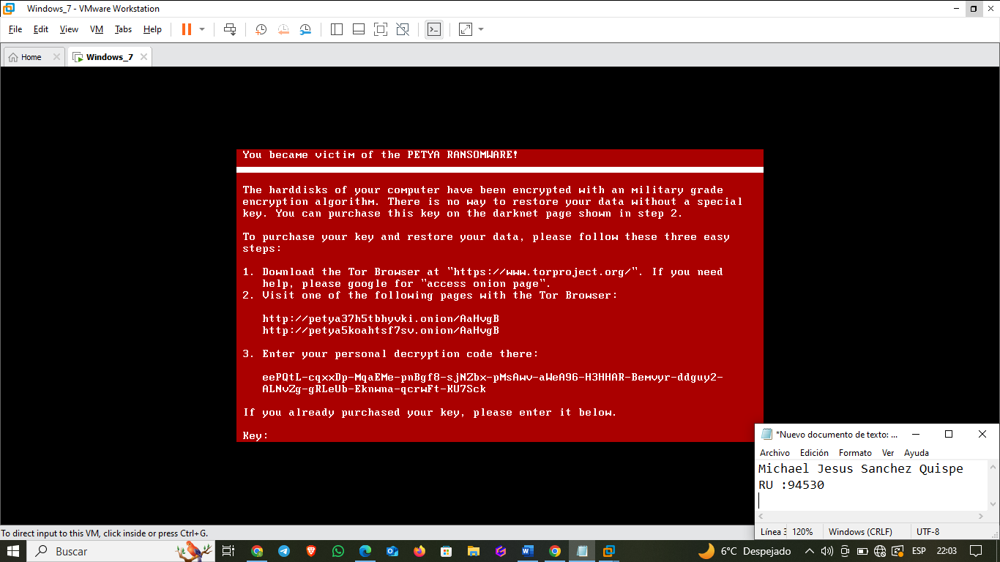 Windows_7 - VMware Workstation
File Edit View VM Tabs Help
Home
Windows_7
You became victim of the PETYA RANSOMWARE!
The harddisks of your computer have been encrypted with an military grade
encryption algorithm. There is no way to restore your data without a special
key. You can purchase this key on the darknet page shown in step 2.
To purchase your key and restore your data, please follow these three easy
steps:
1. Download the Tor Browser at "https://www.torproject.org/". If you need
help, please google for "access onion page".
2. Visit one of the following pages with the Tor Browser:
http://petya37h5tbhyvki.onion/AaHvgB
http://petya5koahtsf7sv.onion/AaHvgB
3. Enter your personal decryption code there:
eePQtL-cqxxDp-MqaEMe-pnBgf8-sjNZbx-pMsAwv-aWeA96-H3HHAR-Bemvyr-ddguy2-
ALNvZg-gRLeUb-Eknwna-qcrwFt-KU7Sck
If you already purchased your key, please enter it below.
Key:
*Nuevo documento de texto: ...
Archivo Edición Formato Ver Ayuda
Michael Jesus Sanchez Quispe
RU :94530
Línea 3 120% Windows (CRLF) UTF-8
To direct input to this VM, click inside or press Ctrl+G.
Buscar
6°C Despejado
ESP
22:03